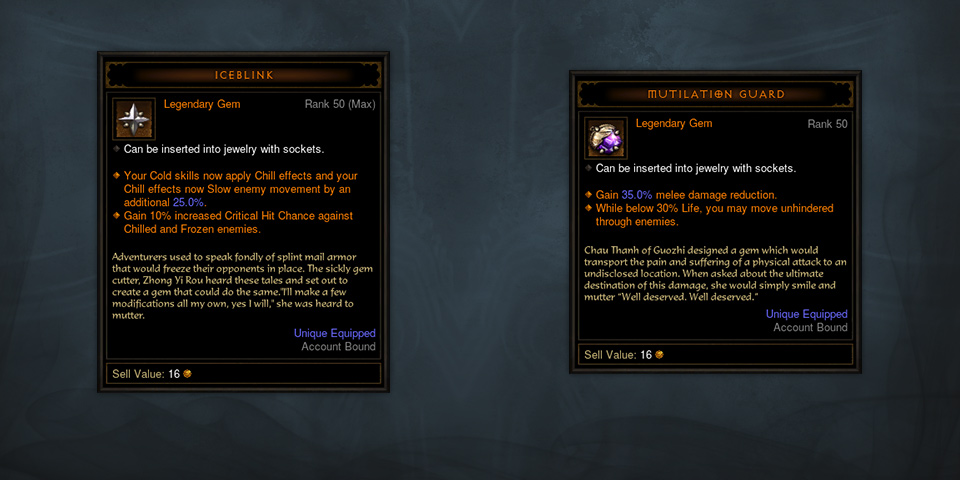 ICEBLINK
Legendary Gem
Rank 50 (Max)
Can be inserted into jewelry with sockets.
Your Cold skills now apply Chill effects and your
Chill effects now Slow enemy movement by an
additional 25.0%.
Gain 10% increased Critical Hit Chance against
Chilled and Frozen enemies.
Adventurers used to speak fondly of splint mail armor
that would freeze their opponents in place. The sickly gem
cutter, Zhong Yi Rou heard these tales and set out to
create a gem that could do the same."I'll make a few
modifications all my own, yes I will," she was heard to
mutter.
Unique Equipped
Account Bound
Sell Value: 16
MUTILATION GUARD
Legendary Gem
Rank 50
Can be inserted into jewelry with sockets.
Gain 35.0% melee damage reduction.
While below 30% Life, you may move unhindered
through enemies.
Chau Thanh of Guozhi designed a gem which would
transport the pain and suffering of a physical attack to an
undisclosed location. When asked about the ultimate
destination of this damage, she would simply smile and
mutter "Well deserved. Well deserved."
Unique Equipped
Account Bound
Sell Value: 16